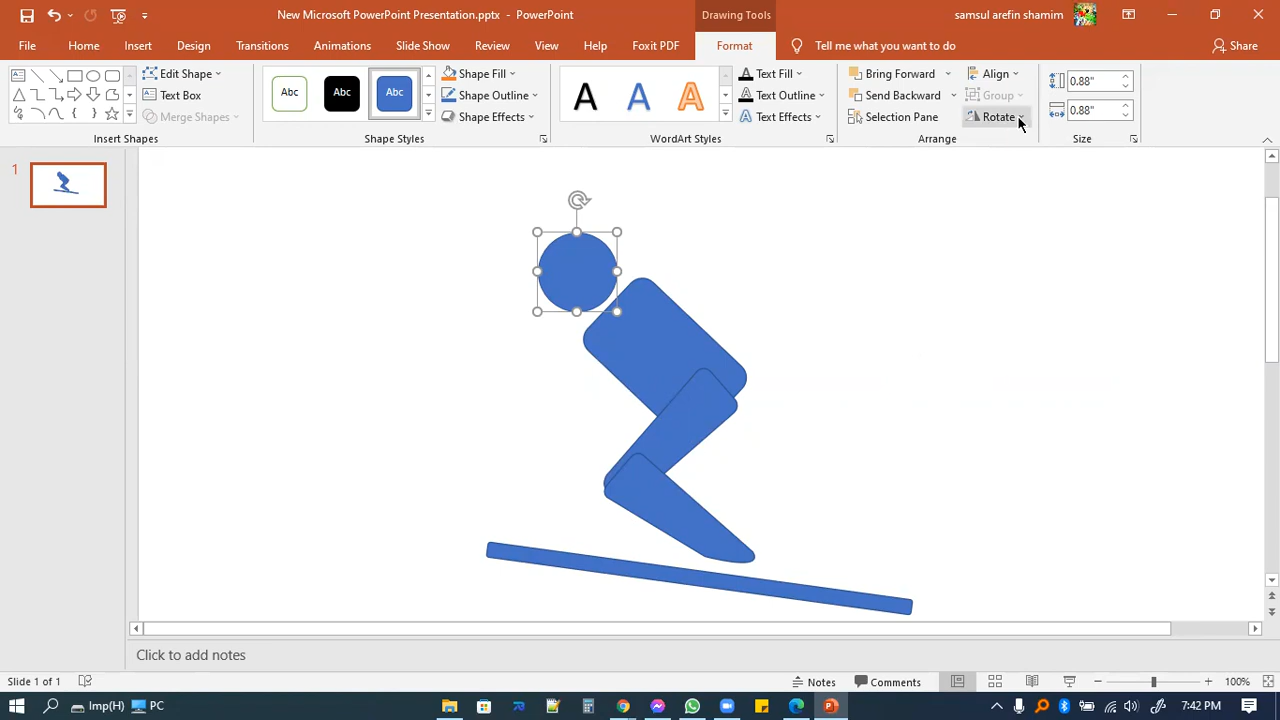 New Microsoft PowerPoint Presentation.pptx - PowerPoint
Drawing Tools
samsul arefin shamim
File Home Insert Design Transitions Animations Slide Show Review View Help Foxit PDF Format Tell me what you want to do Share
Edit Shape
Text Box
Merge Shapes
Insert Shapes
Abc Abc Abc
Shape Fill
Shape Outline
Shape Effects
Shape Styles
A A A
Text Fill
Text Outline
Text Effects
WordArt Styles
Bring Forward
Send Backward
Selection Pane
Align
Group
Rotate
Arrange
0.88"
0.88"
Size
1
Click to add notes
Slide 1 of 1
Notes Comments 100%
Imp(H) PC 7:42 PM